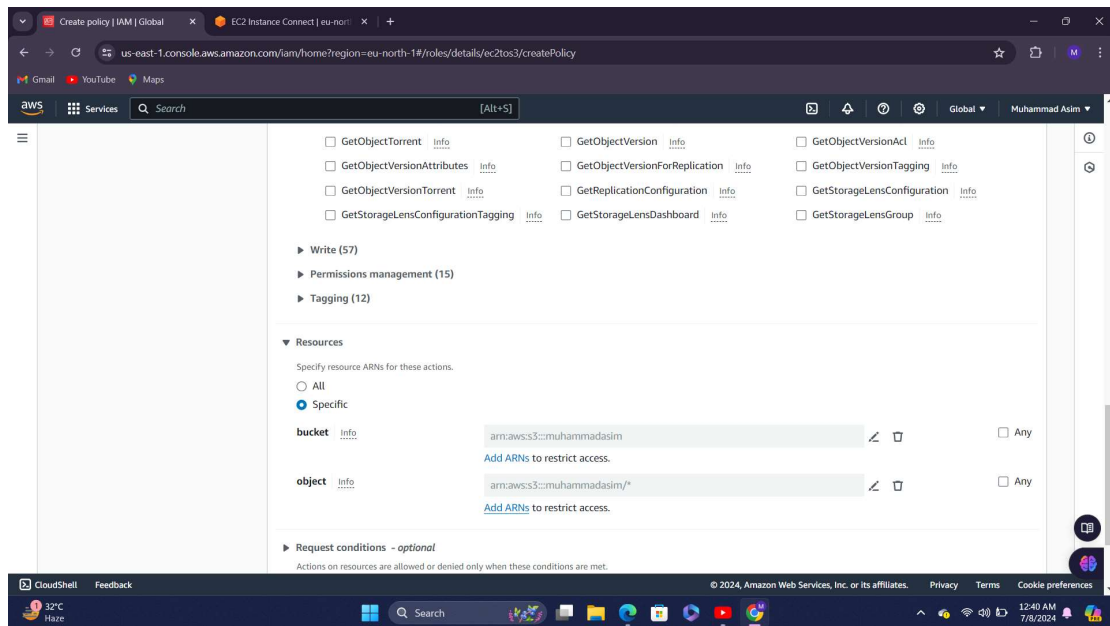 Create policy | IAM | Global
EC2 Instance Connect | eu-nort
us-east-1.console.aws.amazon.com/iam/home?region=eu-north-1#/roles/details/ec2tos3/createPolicy
M
Gmail YouTube Maps
aws Services Search [Alt+S] Global Muhammad Asim
GetObjectTorrent Info GetObjectVersion Info GetObjectVersionAcl Info
GetObjectVersionAttributes Info GetObjectVersionForReplication Info GetObjectVersionTagging Info
GetObjectVersionTorrent Info GetReplicationConfiguration Info GetStorageLensConfiguration Info
GetStorageLensConfigurationTagging Info GetStorageLensDashboard Info GetStorageLensGroup Info
Write (57)
Permissions management (15)
Tagging (12)
Resources
Specify resource ARNs for these actions.
All
Specific
bucket Info arn:aws:s3:::muhammadasim Any
Add ARNs to restrict access.
object Info arn:aws:s3:::muhammadasim/* Any
Add ARNs to restrict access.
Request conditions - optional
Actions on resources are allowed or denied only when these conditions are met.
CloudShell Feedback © 2024, Amazon Web Services, Inc. or its affiliates. Privacy Terms Cookie preferences
1 32°C Search M 12:40 AM
Haze 7/8/2024